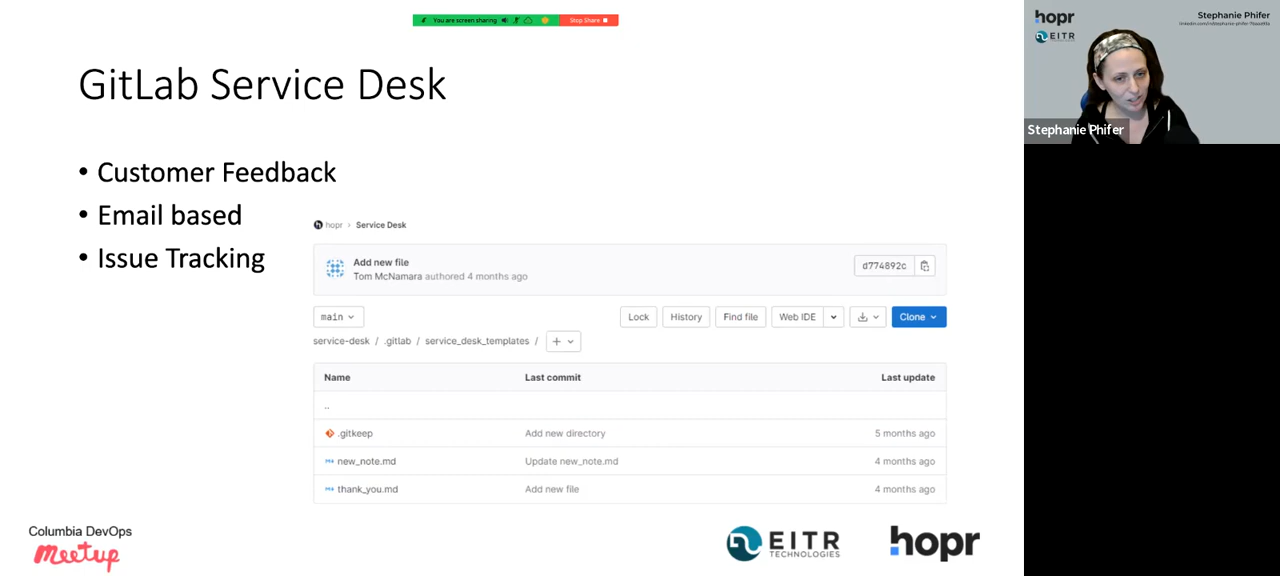 You are screen sharing
Stop Share
GitLab Service Desk
• Customer Feedback
• Email based
• Issue Tracking
hopr > Service Desk
Add new file
Tom McNamara authored 4 months ago
d774892c
main
Lock
History
Find file
Web IDE
Clone
service-desk / .gitlab / service_desk_templates /
+
Name Last commit Last update
..
.gitkeep Add new directory 5 months ago
new_note.md Update new_note.md 4 months ago
thank_you.md Add new file 4 months ago
Columbia DevOps
meetup
EITR
TECHNOLOGIES
hopr
hopr
EITR
Stephanie Phifer
Stephanie Phifer